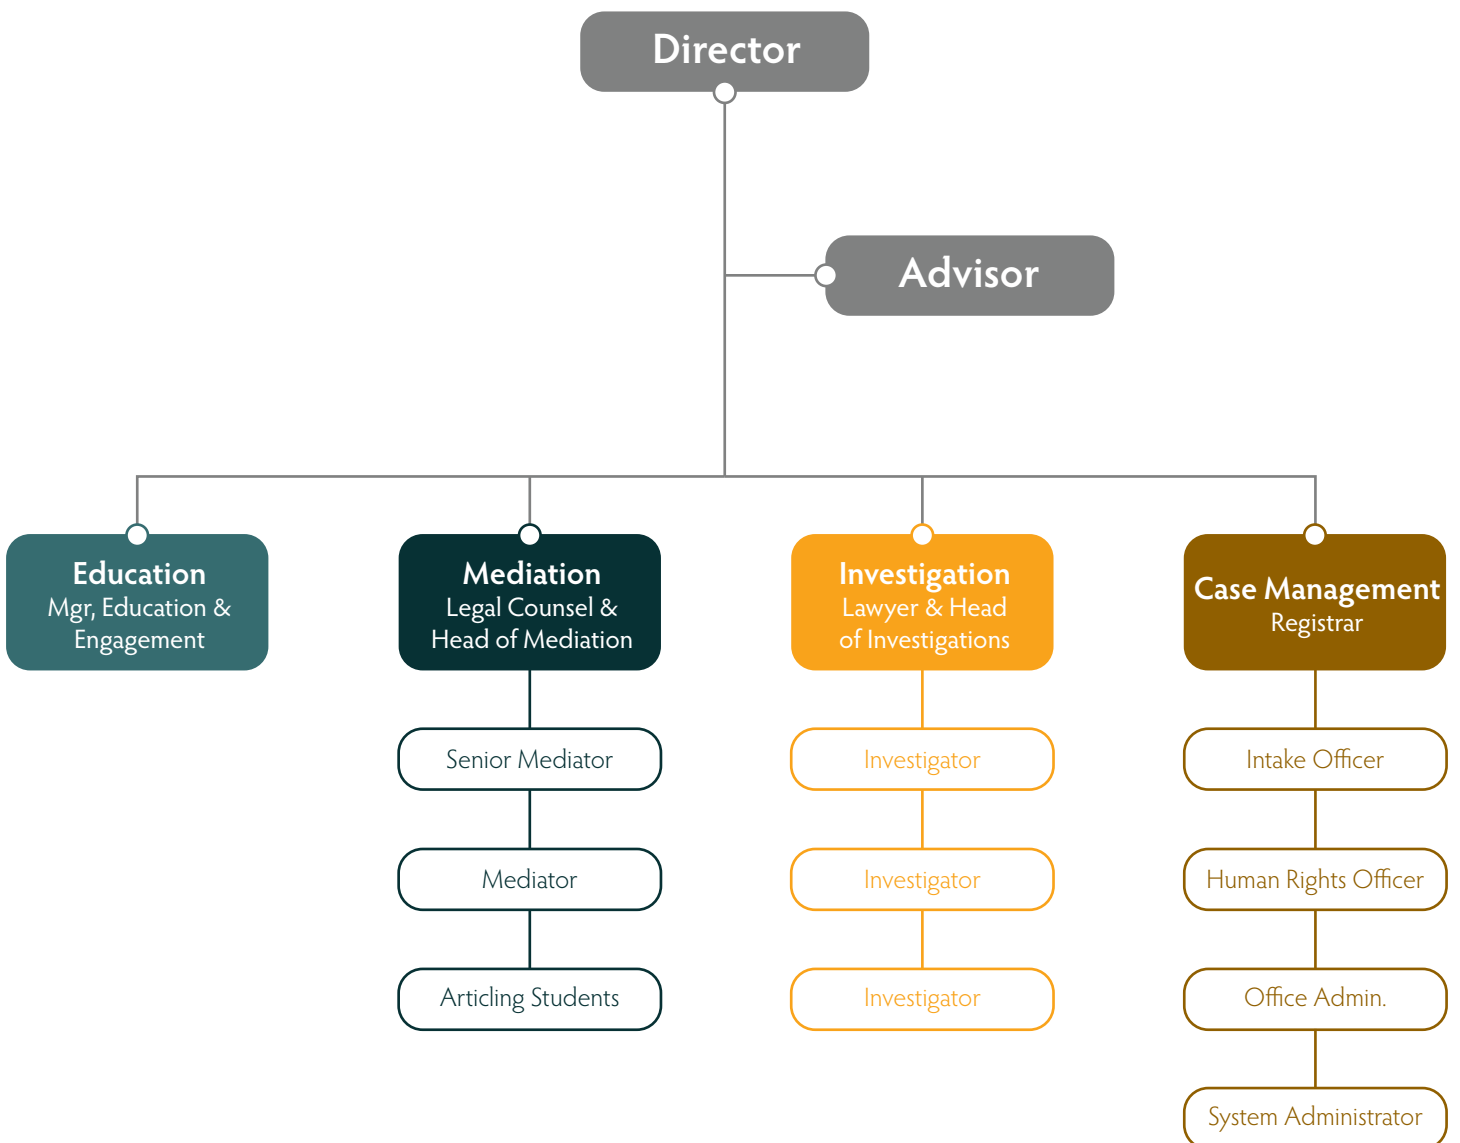 Director
Advisor
Education
Mgr, Education &
Engagement
Mediation
Legal Counsel &
Head of Mediation
Investigation
Lawyer & Head
of Investigations
Case Management
Registrar
Senior Mediator
Mediator
Articling Students
Investigator
Investigator
Investigator
Intake Officer
Human Rights Officer
Office Admin.
System Administrator